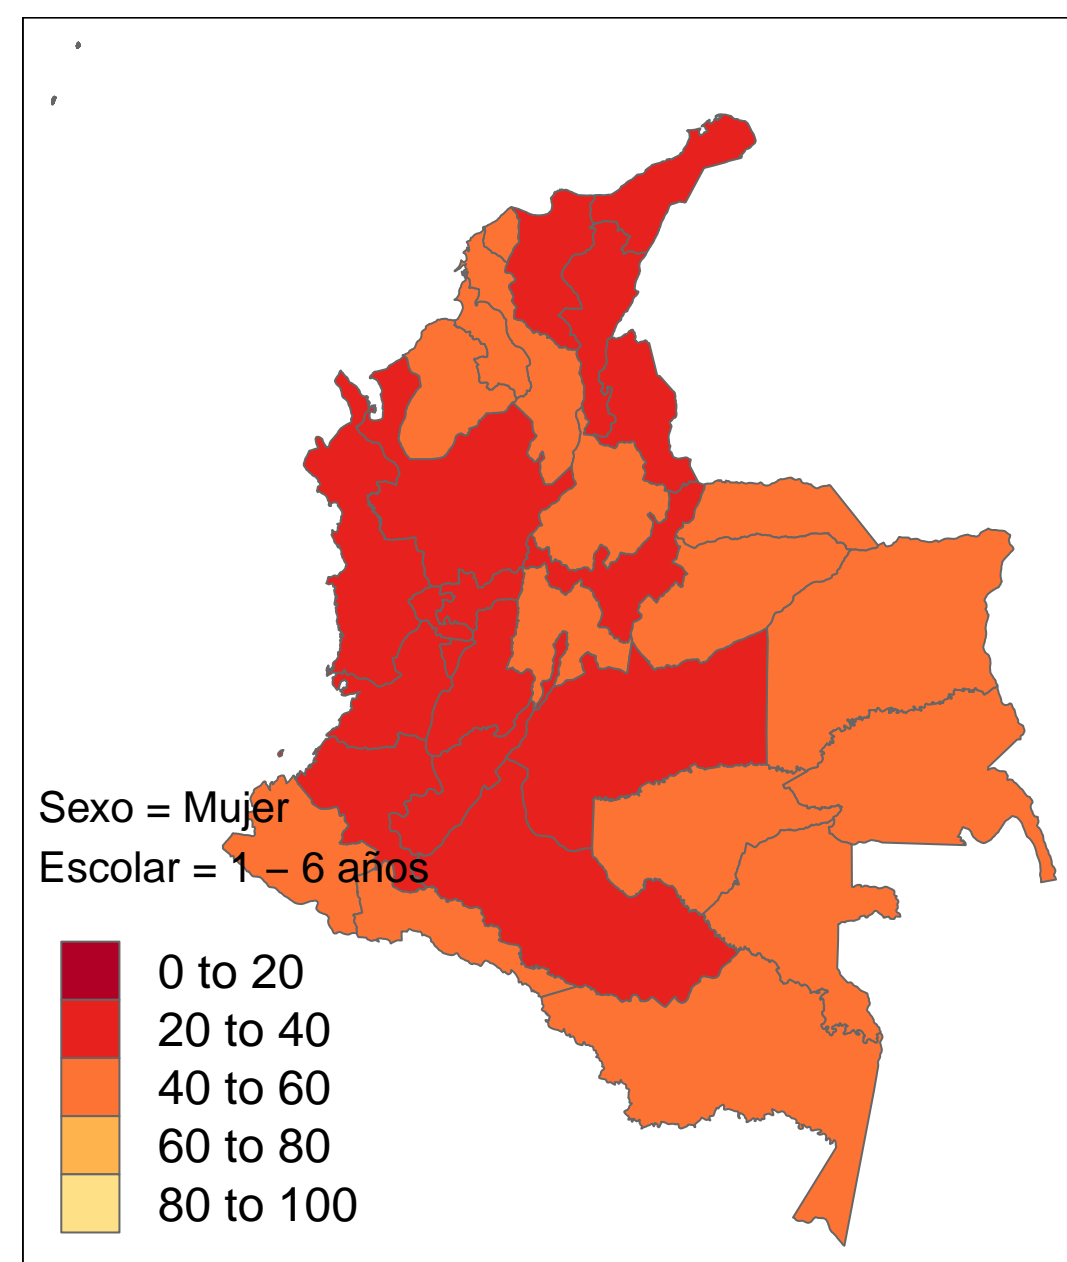 Sexo = Mujer
Escolar = 1 – 6 años
0 to 20
20 to 40
40 to 60
60 to 80
80 to 100